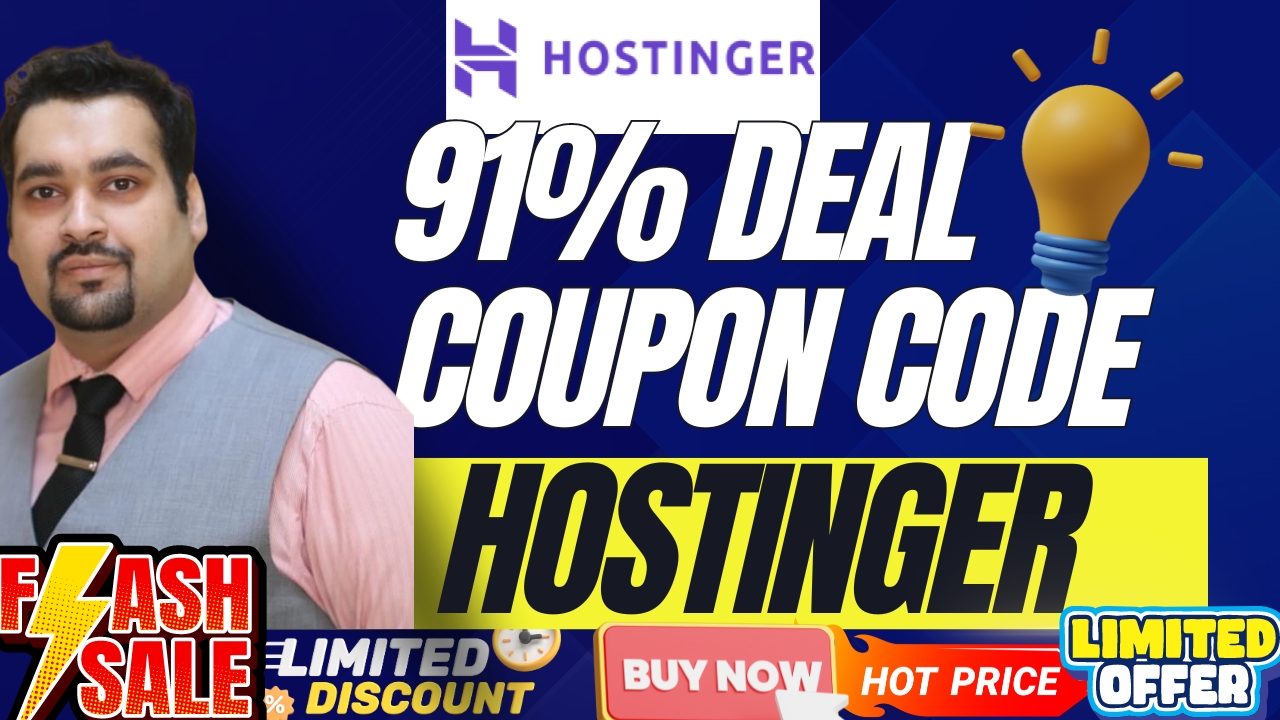 HOSTINGER
91% DEAL
COUPON CODE
HOSTINGER
FLASH
SALE
LIMITED
% DISCOUNT
BUY NOW
HOT PRICE
LIMITED
OFFER